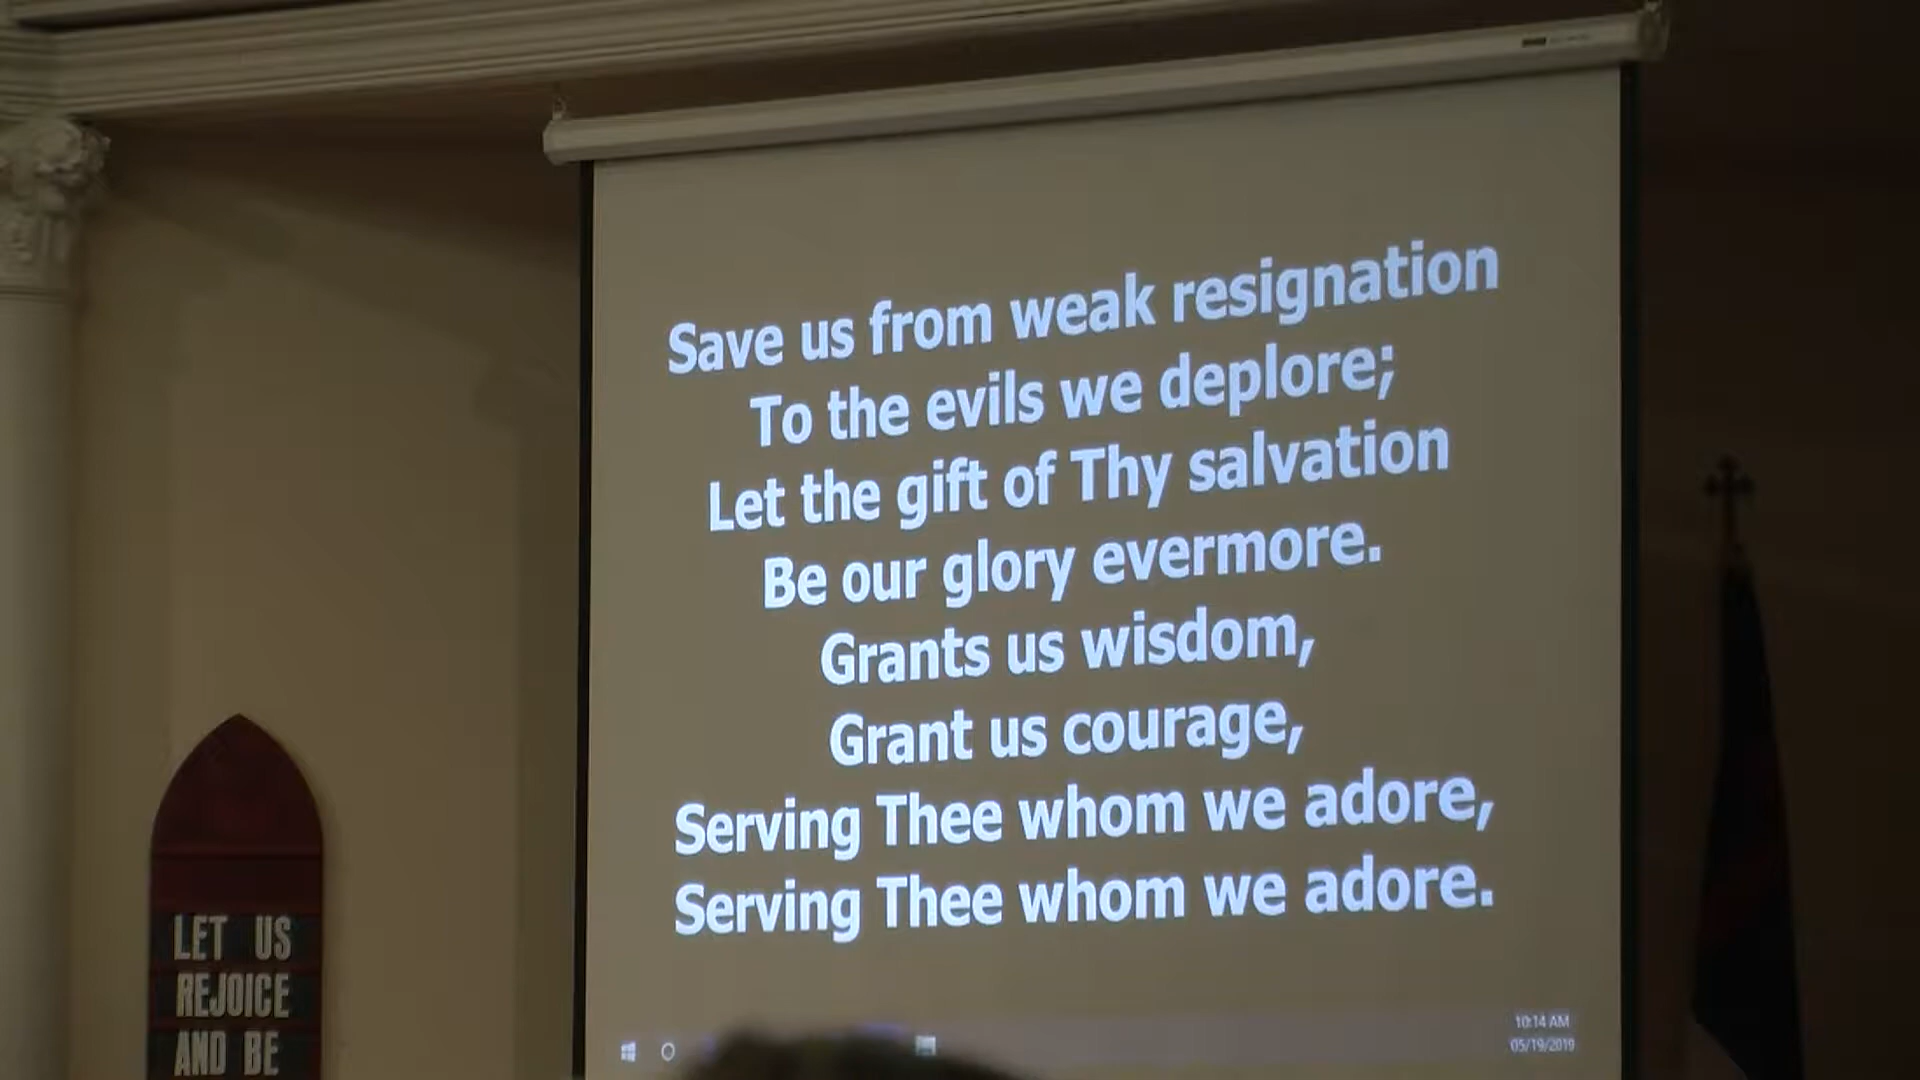 Save us from weak resignation
To the evils we deplore;
Let the gift of Thy salvation
Be our glory evermore.
Grants us wisdom,
Grant us courage,
Serving Thee whom we adore,
Serving Thee whom we adore.
10:14 AM
05/19/2019
LET US
REJOICE
AND BE